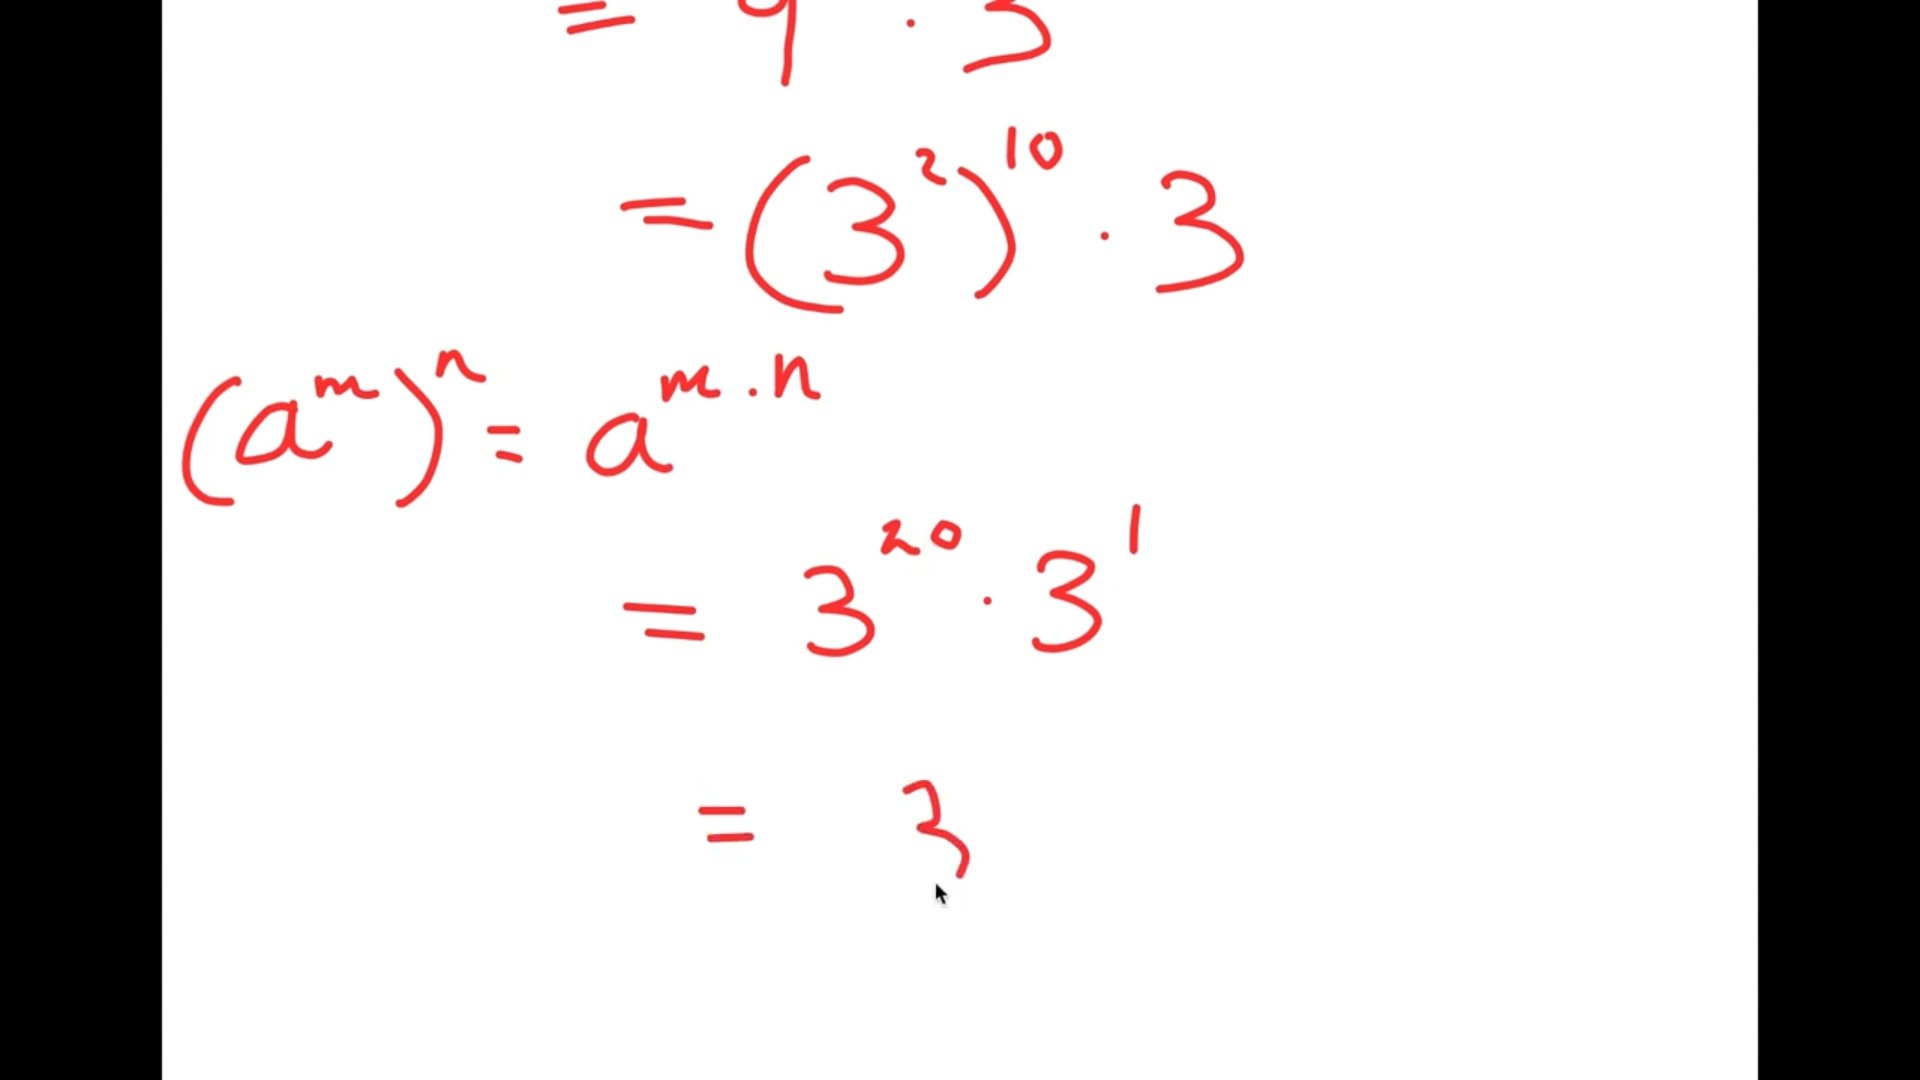 = 9 · 3
= (3²)¹⁰ · 3
(aᵐ)ⁿ = aᵐ·ⁿ
= 3²⁰ · 3¹
= 3